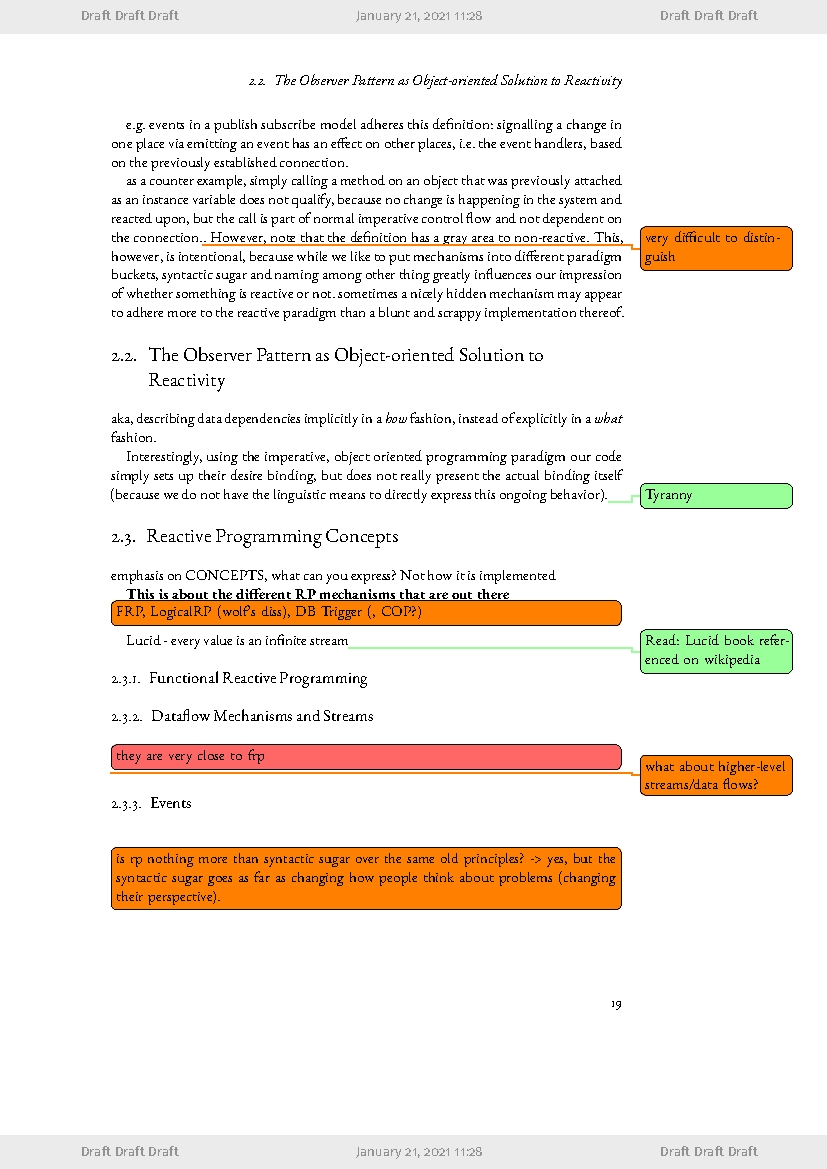 Draft Draft Draft January 21, 2021 11:28 Draft Draft Draft
2.2. The Observer Pattern as Object-oriented Solution to Reactivity
e.g. events in a publish subscribe model adheres this definition: signalling a change in
one place via emitting an event has an effect on other places, i.e. the event handlers, based
on the previously established connection.
as a counter example, simply calling a method on an object that was previously attached
as an instance variable does not qualify, because no change is happening in the system and
reacted upon, but the call is part of normal imperative control flow and not dependent on
the connection.. However, note that the definition has a gray area to non-reactive. This,
very difficult to distin-
guish
however, is intentional, because while we like to put mechanisms into different paradigm
buckets, syntactic sugar and naming among other thing greatly influences our impression
of whether something is reactive or not. sometimes a nicely hidden mechanism may appear
to adhere more to the reactive paradigm than a blunt and scrappy implementation thereof.
2.2. The Observer Pattern as Object-oriented Solution to
Reactivity
aka, describing data dependencies implicitly in a how fashion, instead of explicitly in a what
fashion.
Interestingly, using the imperative, object oriented programming paradigm our code
simply sets up their desire binding, but does not really present the actual binding itself
(because we do not have the linguistic means to directly express this ongoing behavior).
Tyranny
2.3. Reactive Programming Concepts
emphasis on CONCEPTS, what can you express? Not how it is implemented
This is about the different RP mechanisms that are out there
FRP, LogicalRP (wolf's diss), DB Trigger (, COP?)
Lucid - every value is an infinite stream
Read: Lucid book refer-
enced on wikipedia
2.3.1. Functional Reactive Programming
2.3.2. Dataflow Mechanisms and Streams
they are very close to frp
what about higher-level
streams/data flows?
2.3.3. Events
is rp nothing more than syntactic sugar over the same old principles? -> yes, but the
syntactic sugar goes as far as changing how people think about problems (changing
their perspective).
19
Draft Draft Draft January 21, 2021 11:28 Draft Draft Draft